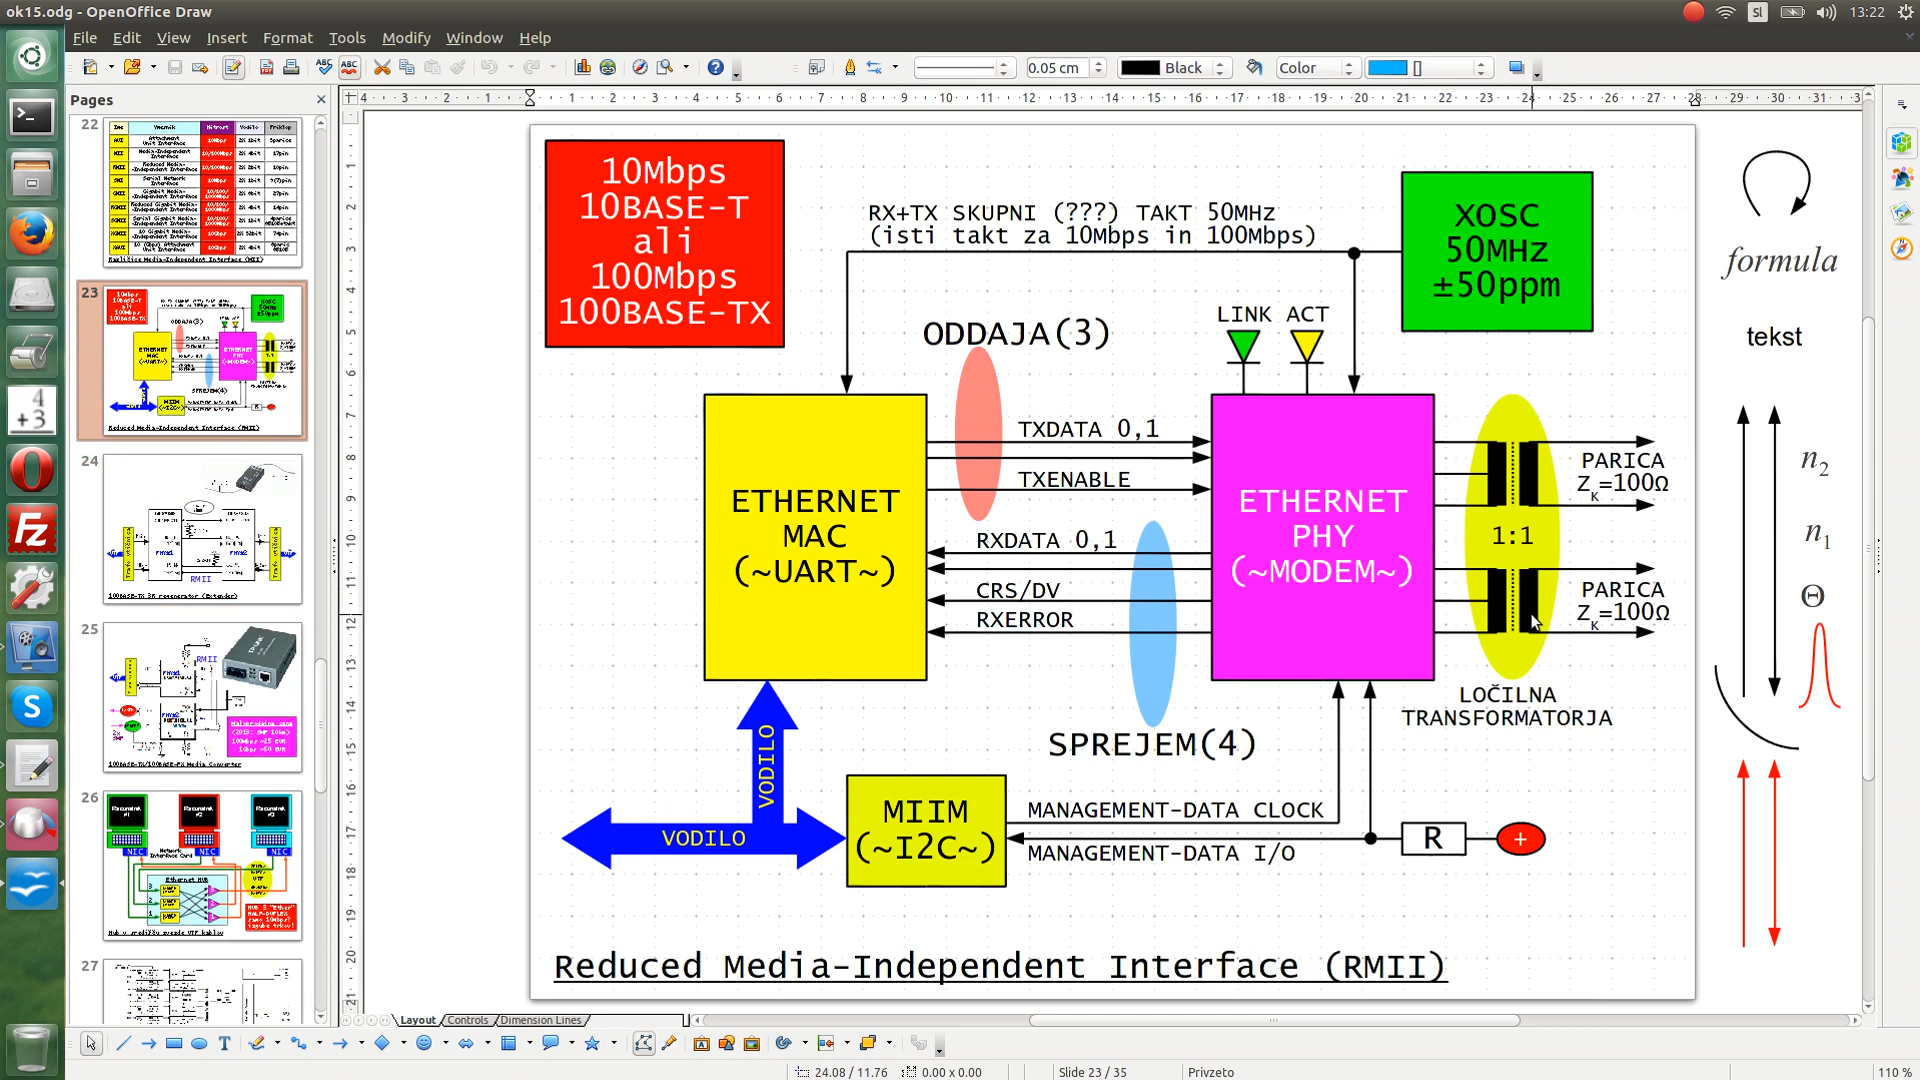 ok15.odg - OpenOffice Draw
Sl
13:22
File Edit View Insert Format Tools Modify Window Help
0.05 cm
Black
Color
Pages
22
23
24
25
26
27
10Mbps
10BASE-T
ali
100Mbps
100BASE-TX
RX+TX SKUPNI (???) TAKT 50MHz
(isti takt za 10Mbps in 100Mbps)
XOSC
50MHz
±50ppm
LINK ACT
ODDAJA(3)
TXDATA 0,1
TXENABLE
ETHERNET
MAC
(~UART~)
RXDATA 0,1
CRS/DV
RXERROR
ETHERNET
PHY
(~MODEM~)
1:1
PARICA
ZK=100Ω
PARICA
ZK=100Ω
LOČILNA
TRANSFORMATORJA
SPREJEM(4)
VODILO
VODILO
MIIM
(~I2C~)
MANAGEMENT-DATA CLOCK
MANAGEMENT-DATA I/O
R
+
Reduced Media-Independent Interface (RMII)
formula
tekst
n2
n1
Θ
Layout Controls Dimension Lines
24.08 / 11.76
0.00 x 0.00
Slide 23 / 35
Privzeto
110 %